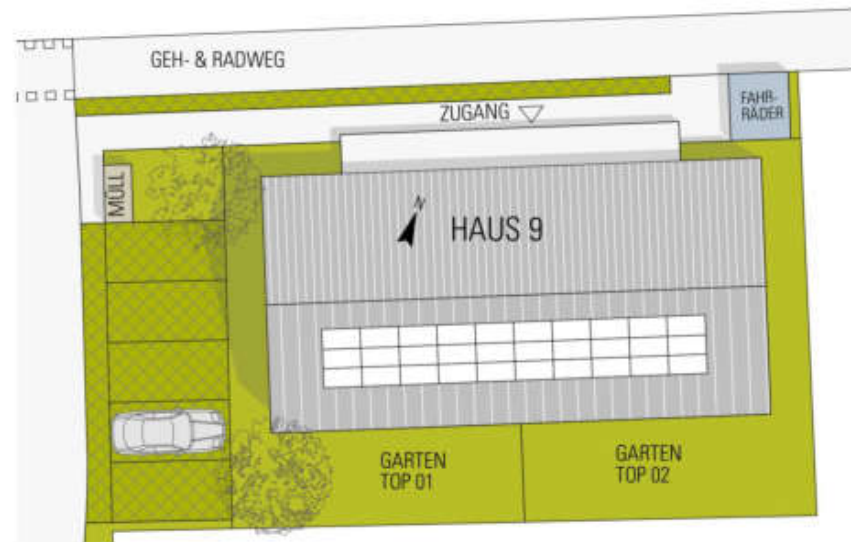 GEH- & RADWEG
ZUGANG
FAHR-
RÄDER
MÜLL
N
HAUS 9
GARTEN
TOP 01
GARTEN
TOP 02